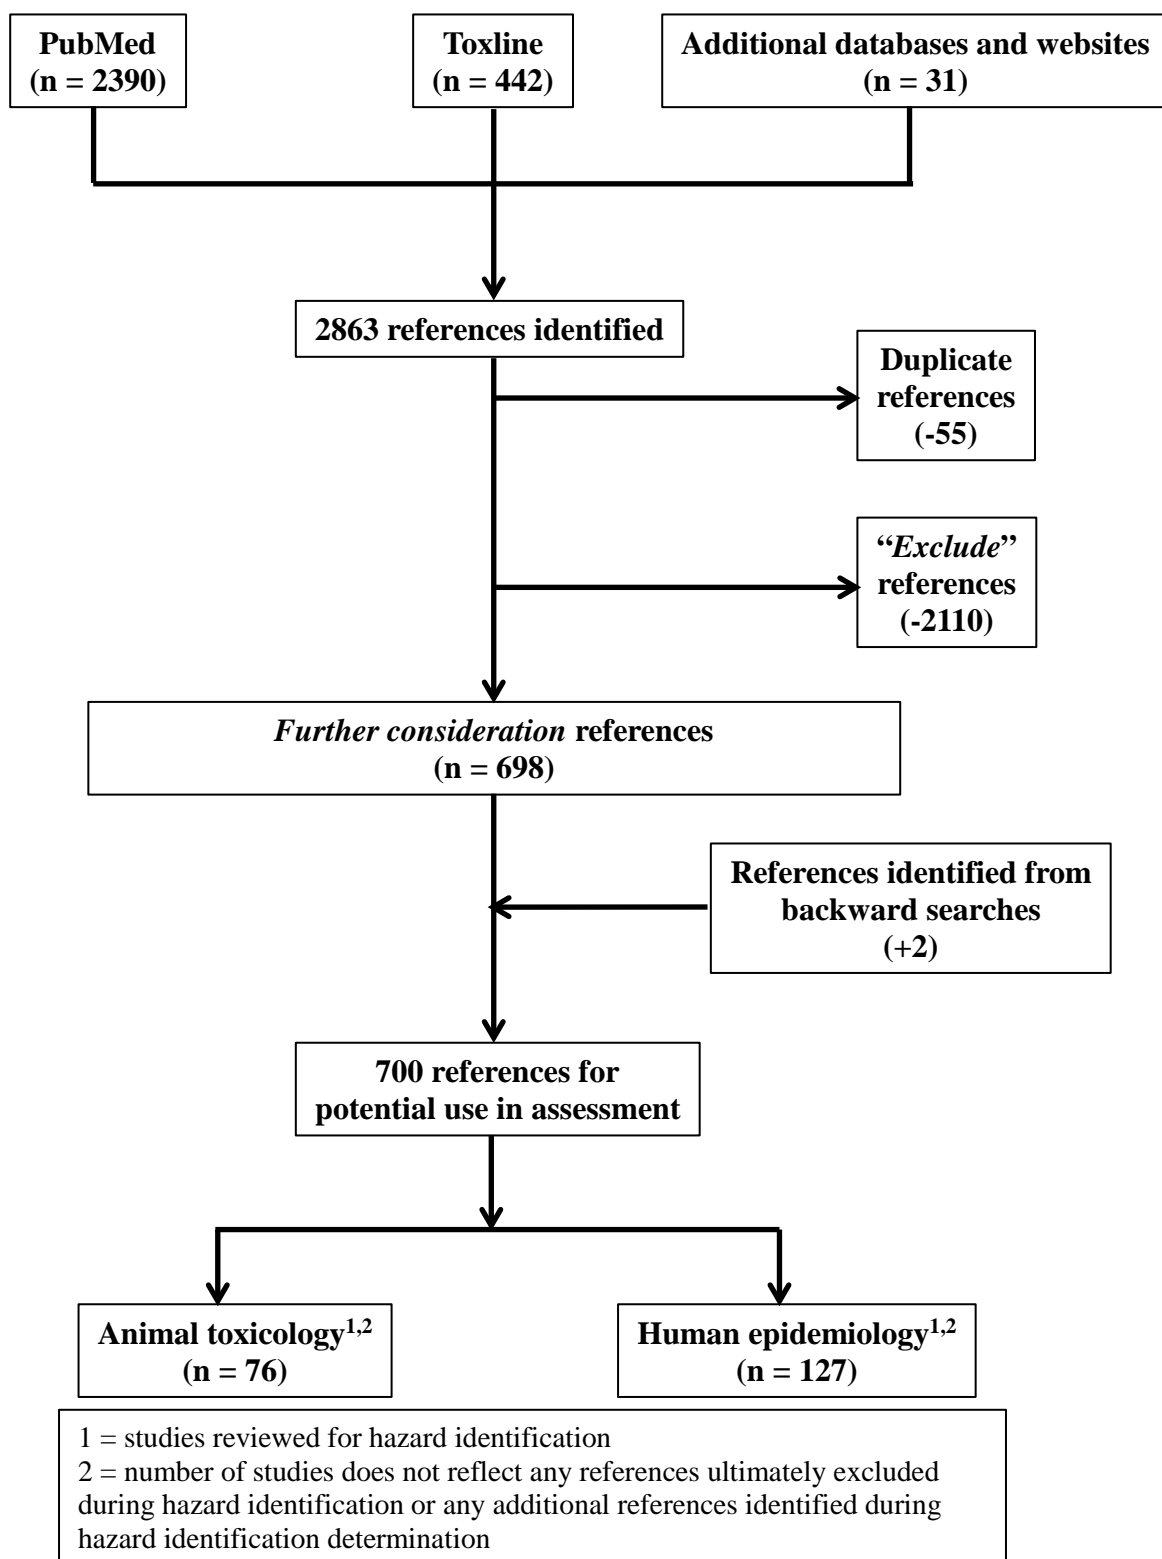 PubMed
(n = 2390)
Toxline
(n = 442)
Additional databases and websites
(n = 31)
2863 references identified
Duplicate
references
(-55)
“Exclude”
references
(-2110)
Further consideration references
(n = 698)
References identified from
backward searches
(+2)
700 references for
potential use in assessment
Animal toxicology1,2
(n = 76)
Human epidemiology1,2
(n = 127)
1 = studies reviewed for hazard identification
2 = number of studies does not reflect any references ultimately excluded
during hazard identification or any additional references identified during
hazard identification determination